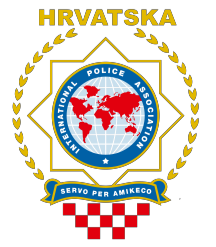 HRVATSKA
INTERNATIONAL POLICE ASSOCIATION
SERVO PER AMIKECO